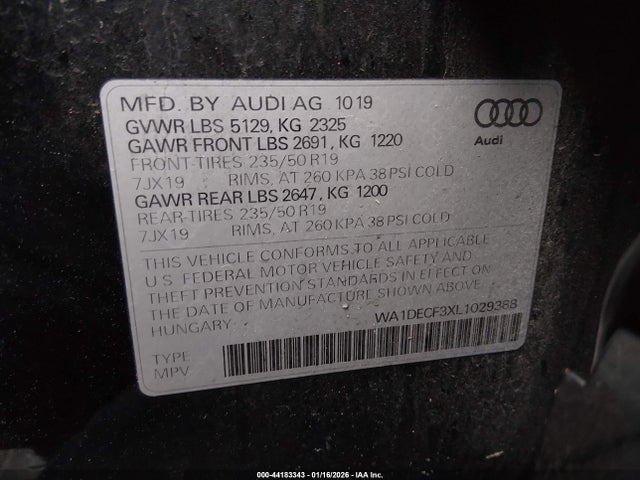 MFD. BY AUDI AG 10 19
GVWR LBS 5129, KG 2325
GAWR FRONT LBS 2691, KG 1220
FRONT-TIRES 235/50 R19
7JX19 RIMS, AT 260 KPA 38 PSI COLD
GAWR REAR LBS 2647, KG 1200
REAR-TIRES 235/50 R19
7JX19 RIMS, AT 260 KPA 38 PSI COLD
THIS VEHICLE CONFORMS TO ALL APPLICABLE
U.S. FEDERAL MOTOR VEHICLE SAFETY AND
THEFT PREVENTION STANDARDS IN EFFECT ON
THE DATE OF MANUFACTURE SHOWN ABOVE.
HUNGARY
WA1DECF3XL1029368
TYPE
MPV
Audi
000-44183343 - 01/16/2026 - IAA Inc.